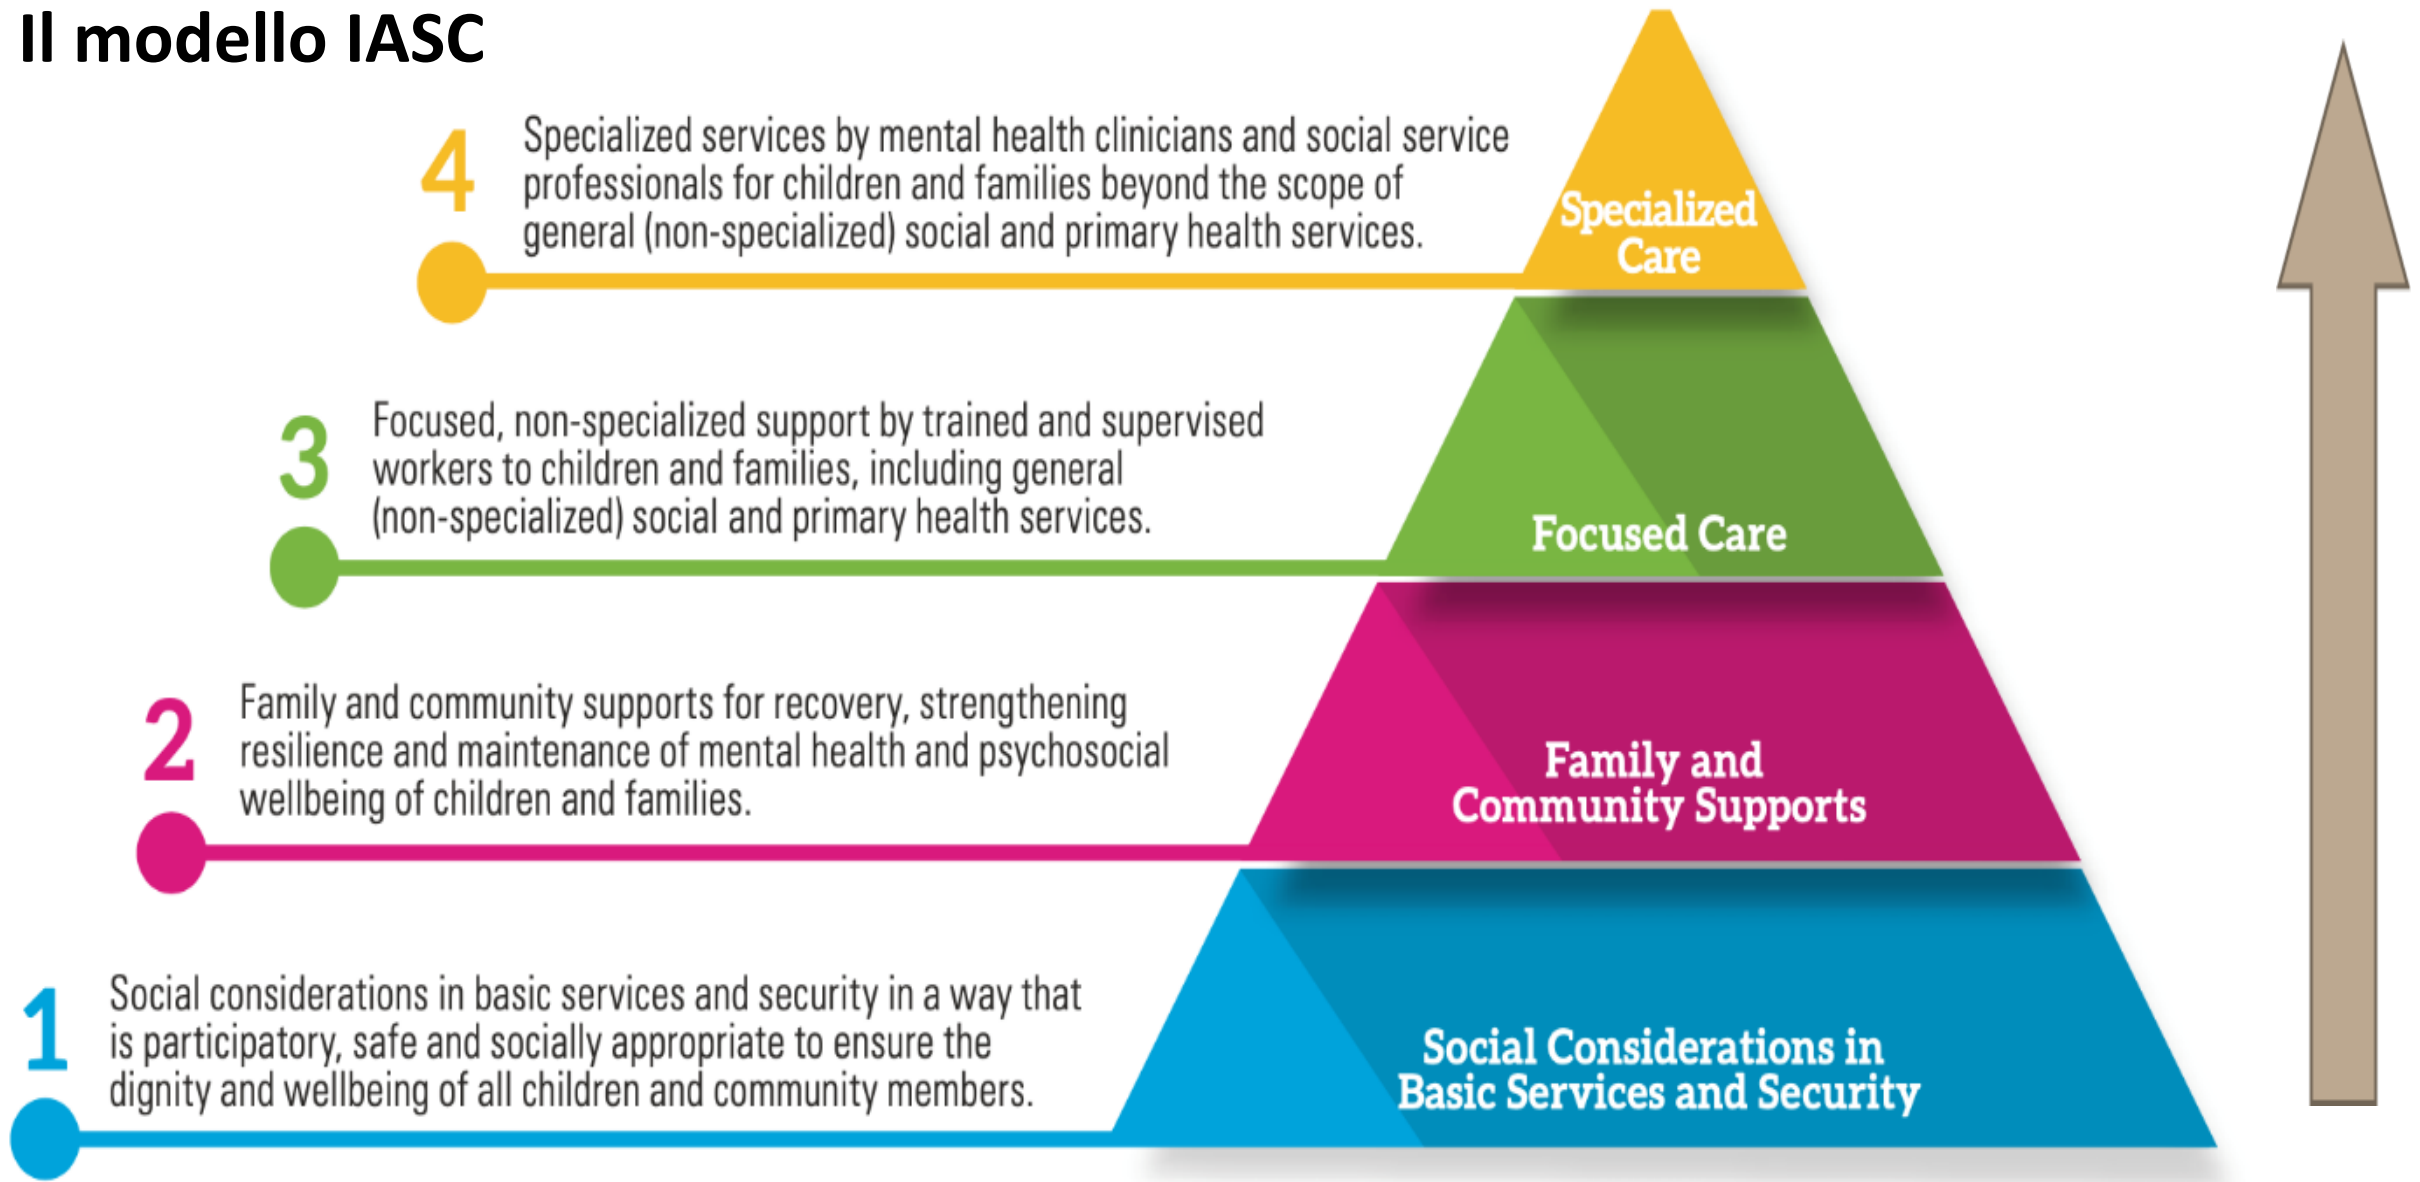 Il modello IASC
4
Specialized services by mental health clinicians and social service
professionals for children and families beyond the scope of
general (non-specialized) social and primary health services.
Specialized
Care
3
Focused, non-specialized support by trained and supervised
workers to children and families, including general
(non-specialized) social and primary health services.
Focused Care
2
Family and community supports for recovery, strengthening
resilience and maintenance of mental health and psychosocial
wellbeing of children and families.
Family and
Community Supports
1
Social considerations in basic services and security in a way that
is participatory, safe and socially appropriate to ensure the
dignity and wellbeing of all children and community members.
Social Considerations in
Basic Services and Security